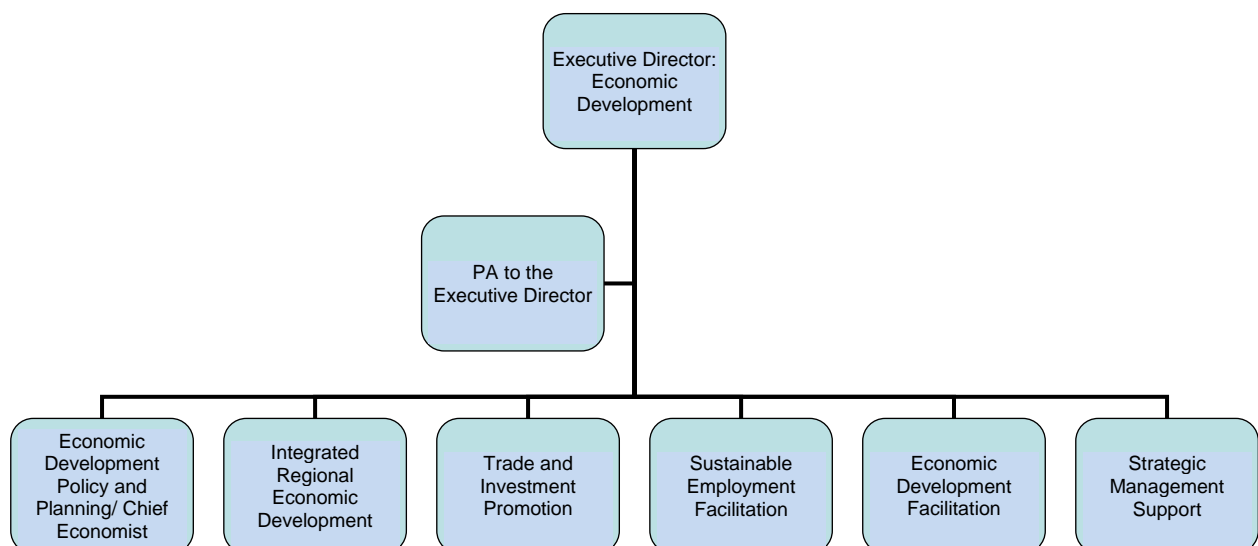 Executive Director:
Economic
Development
PA to the
Executive Director
Economic
Development
Policy and
Planning/ Chief
Economist
Integrated
Regional
Economic
Development
Trade and
Investment
Promotion
Sustainable
Employment
Facilitation
Economic
Development
Facilitation
Strategic
Management
Support